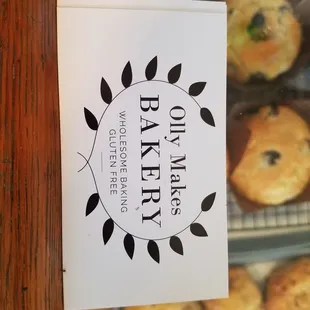 Olly Makes
BAKERY
WHOLESOME BAKING
GLUTEN FREE